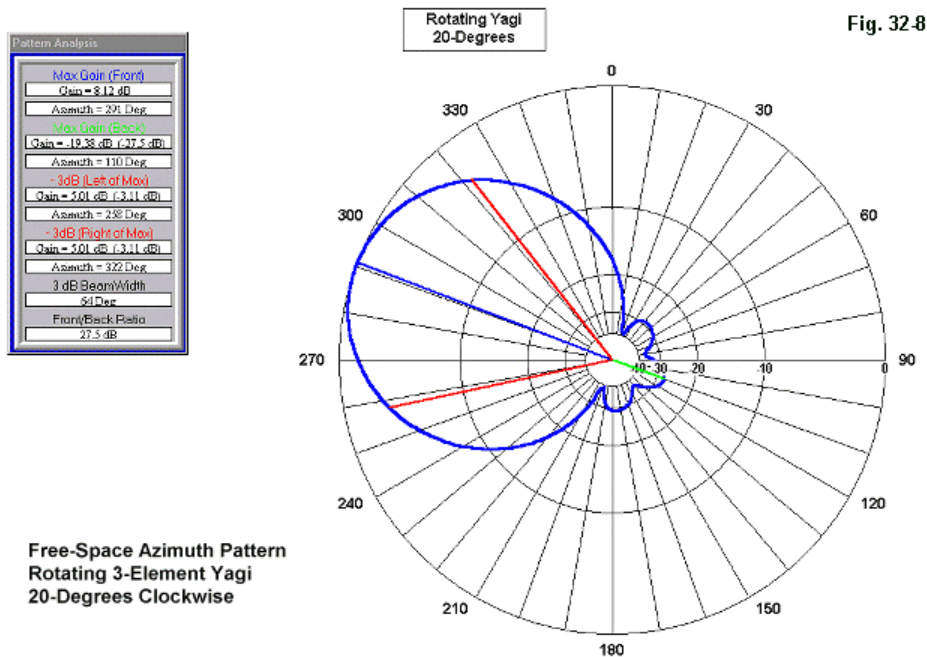 Rotating Yagi
20-Degrees
Fig. 32-8
Pattern Analysis
Max Gain (Front)
Gain = 8.12 dB
Azimuth = 291 Deg
Max Gain (Back)
Gain = -19.38 dB (-27.5 dB)
Azimuth = 110 Deg
- 3dB (Left of Max)
Gain = 5.01 dB (-3.11 dB)
Azimuth = 258 Deg
- 3dB (Right of Max)
Gain = 5.01 dB (-3.11 dB)
Azimuth = 322 Deg
3 dB BeamWidth
64 Deg
Front/Back Ratio
27.5 dB
0
330
30
300
60
270
-40
-30
-20
-10
0
90
240
120
210
150
180
Free-Space Azimuth Pattern
Rotating 3-Element Yagi
20-Degrees Clockwise